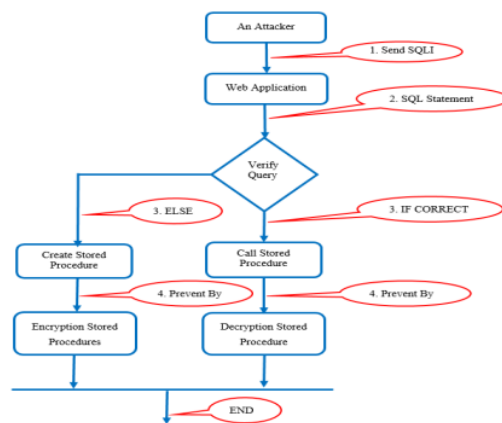 An Attacker
1. Send SQLI
Web Application
2. SQL Statement
Verify
Query
3. ELSE
3. IF CORRECT
Create Stored
Procedure
Call Stored
Procedure
4. Prevent By
4. Prevent By
Encryption Stored
Procedures
Decryption Stored
Procedure
END